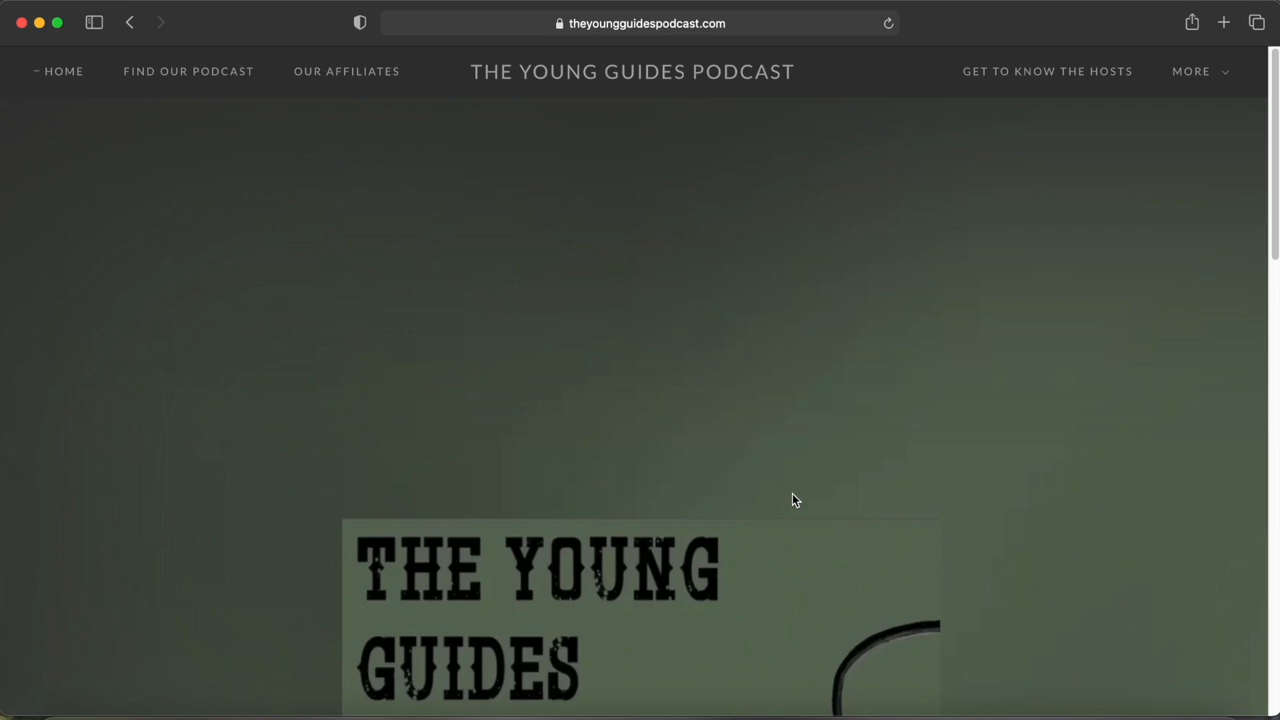 theyoungguidespodcast.com
– HOME FIND OUR PODCAST OUR AFFILIATES THE YOUNG GUIDES PODCAST GET TO KNOW THE HOSTS MORE
THE YOUNG
GUIDES